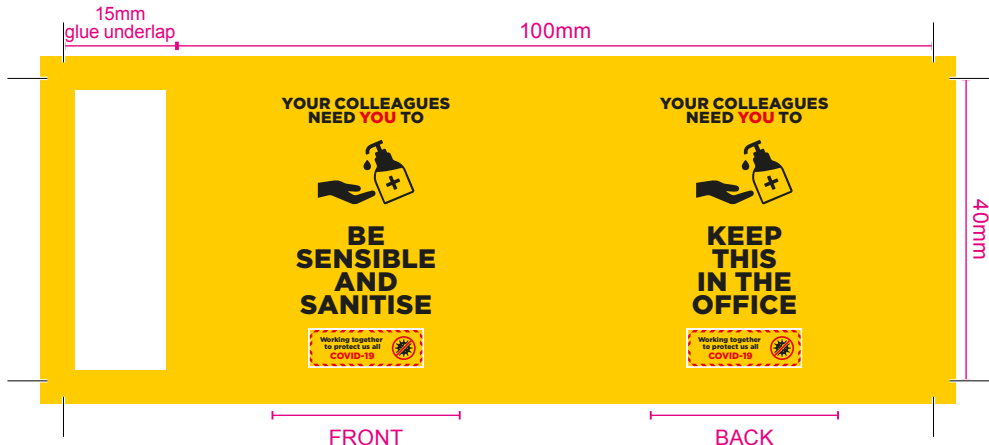 15mm
glue underlap
100mm
YOUR COLLEAGUES
NEED YOU TO
BE
SENSIBLE
AND
SANITISE
Working together
to protect us all
COVID-19
FRONT
YOUR COLLEAGUES
NEED YOU TO
KEEP
THIS
IN THE
OFFICE
Working together
to protect us all
COVID-19
BACK
40mm